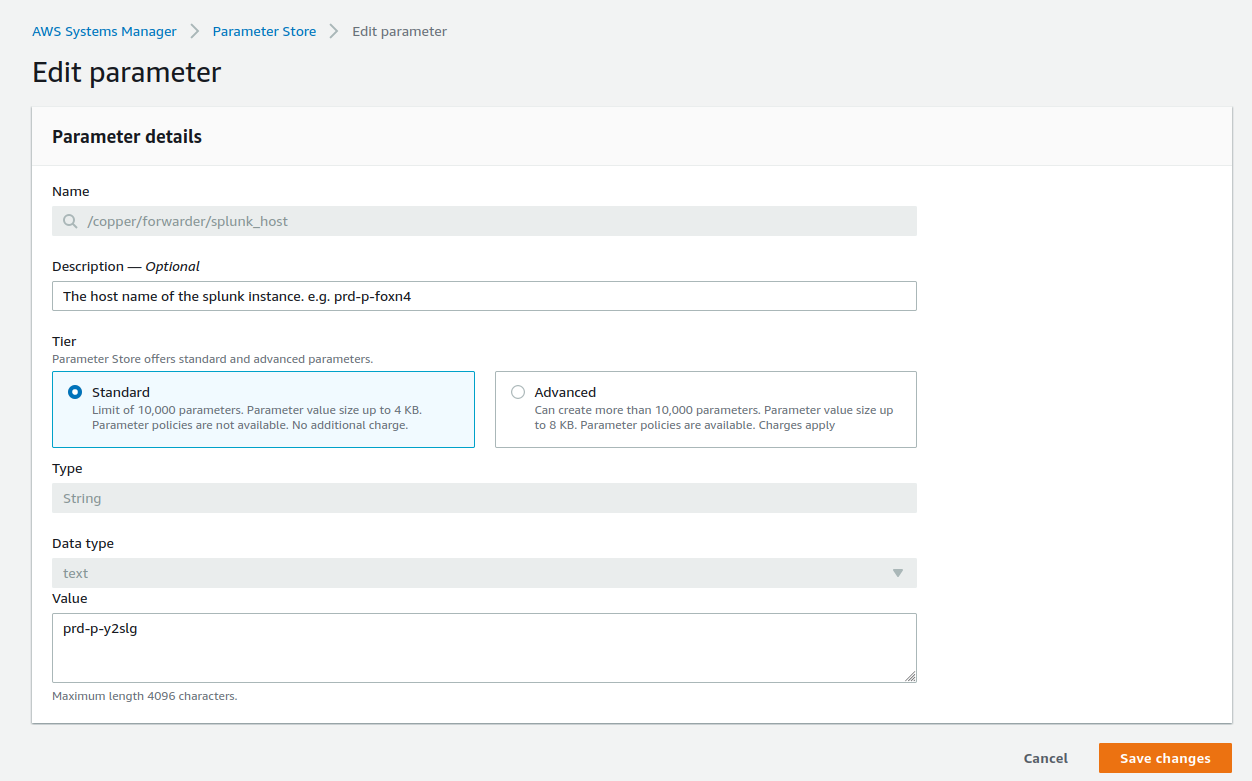 AWS Systems Manager > Parameter Store > Edit parameter
Edit parameter
Parameter details
Name
/copper/forwarder/splunk_host
Description — Optional
The host name of the splunk instance. e.g. prd-p-foxn4
Tier
Parameter Store offers standard and advanced parameters.
Standard
Limit of 10,000 parameters. Parameter value size up to 4 KB.
Parameter policies are not available. No additional charge.
Advanced
Can create more than 10,000 parameters. Parameter value size up
to 8 KB. Parameter policies are available. Charges apply
Type
String
Data type
text
Value
prd-p-y2slg
Maximum length 4096 characters.
Cancel
Save changes